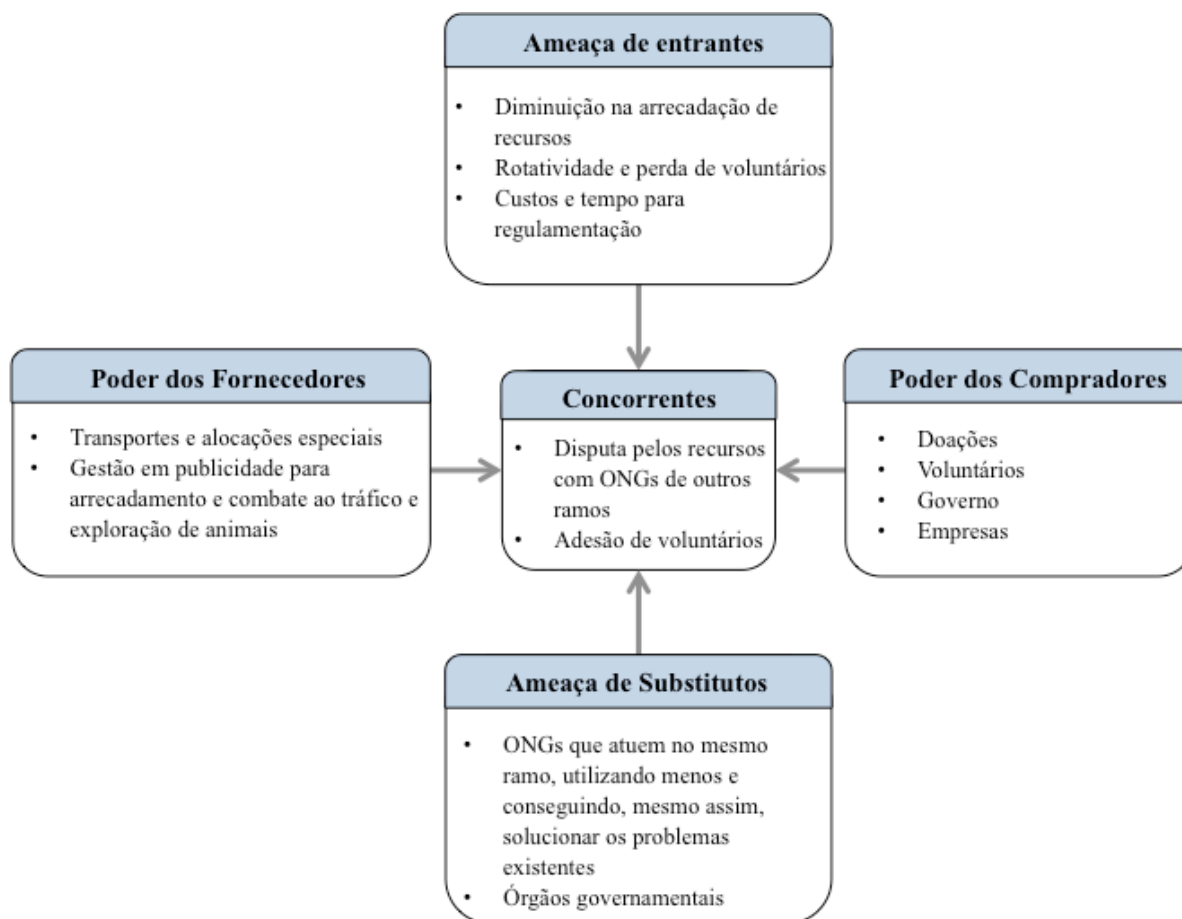 Ameaça de entrantes
• Diminuição na arrecadação de
recursos
• Rotatividade e perda de voluntários
• Custos e tempo para
regulamentação
Poder dos Fornecedores
• Transportes e alocações especiais
• Gestão em publicidade para
arrecadamento e combate ao tráfico e
exploração de animais
Concorrentes
• Disputa pelos recursos
com ONGs de outros
ramos
• Adesão de voluntários
Poder dos Compradores
• Doações
• Voluntários
• Governo
• Empresas
Ameaça de Substitutos
• ONGs que atuem no mesmo
ramo, utilizando menos e
conseguindo, mesmo assim,
solucionar os problemas
existentes
• Órgãos governamentais